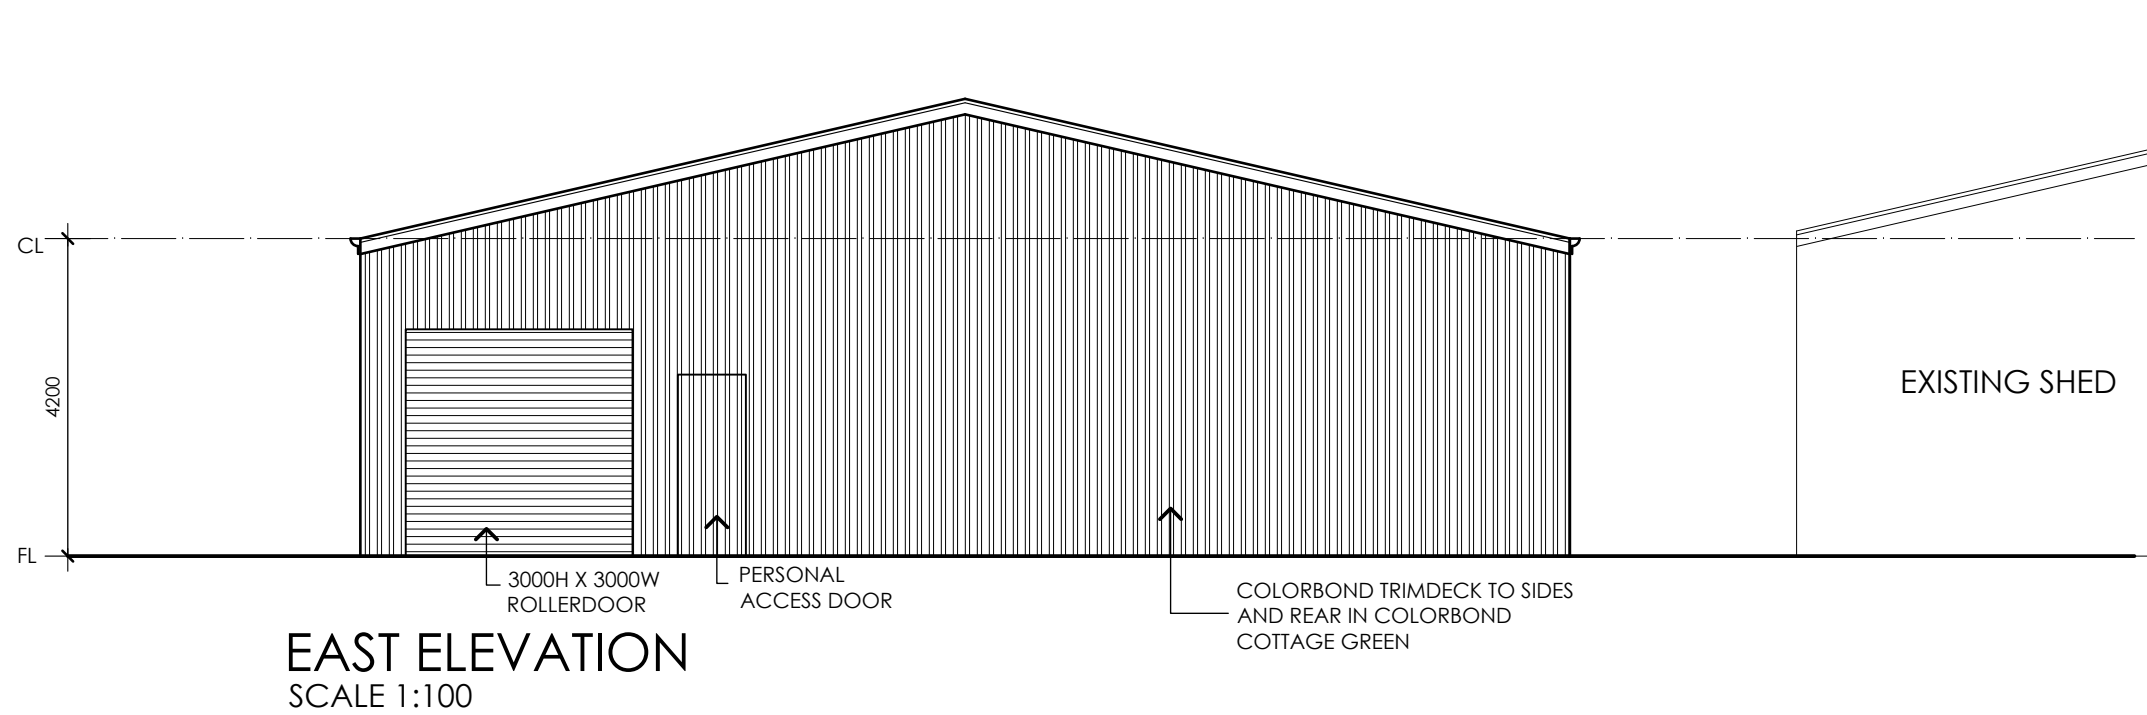 CL
4200
EXISTING SHED
FL
3000H X 3000W
ROLLERDOOR
PERSONAL
ACCESS DOOR
COLORBOND TRIMDECK TO SIDES
AND REAR IN COLORBOND
COTTAGE GREEN
EAST ELEVATION
SCALE 1:100